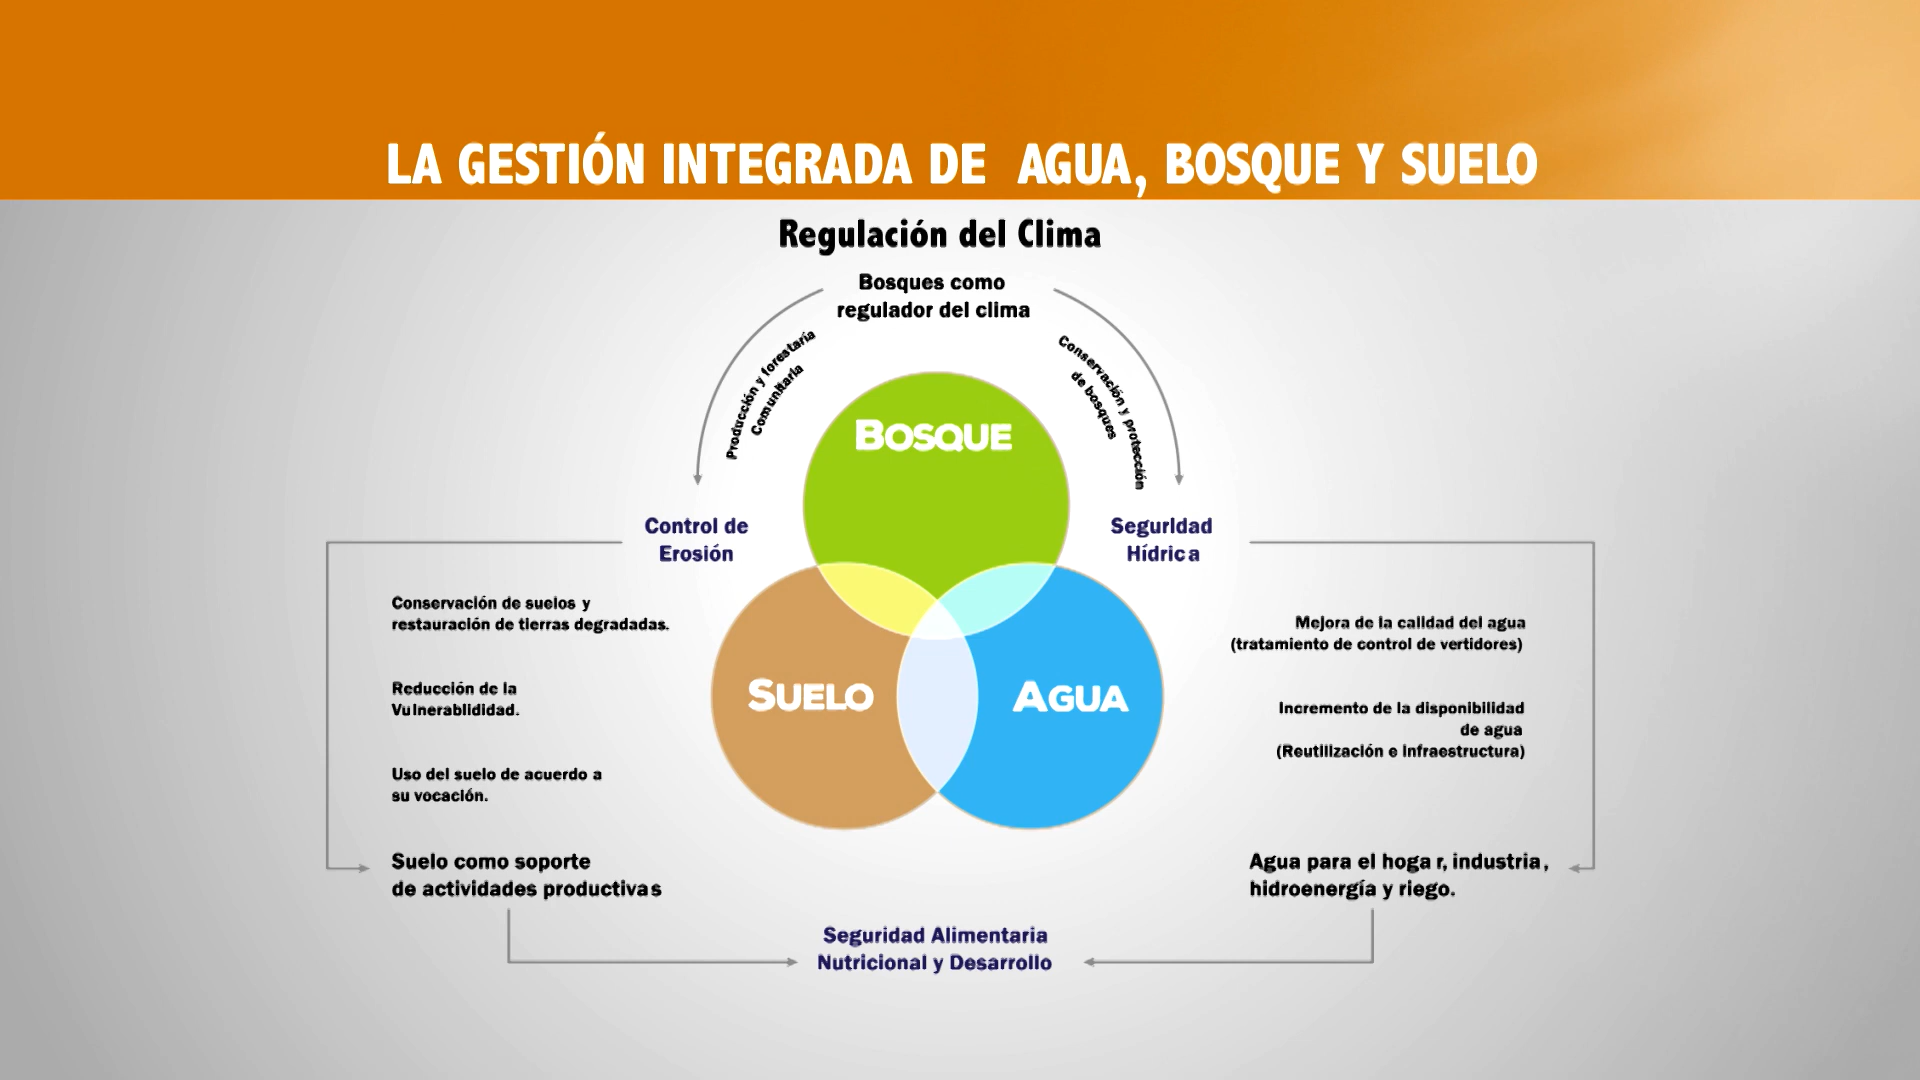 LA GESTIÓN INTEGRADA DE AGUA, BOSQUE Y SUELO
Regulación del Clima
Bosques como
regulador del clima
Producción y forestaría
Comunitaria
Conservación y protección
de bosques
BOSQUE
Control de
Erosión
Seguridad
Hídrica
Conservación de suelos y
restauración de tierras degradadas.
Reducción de la
Vulnerablididad.
Uso del suelo de acuerdo a
su vocación.
SUELO
AGUA
Mejora de la calidad del agua
(tratamiento de control de vertidores)
Incremento de la disponibilidad
de agua
(Reutilización e infraestructura)
Suelo como soporte
de actividades productivas
Agua para el hogar, industria,
hidroenergía y riego.
Seguridad Alimentaria
Nutricional y Desarrollo